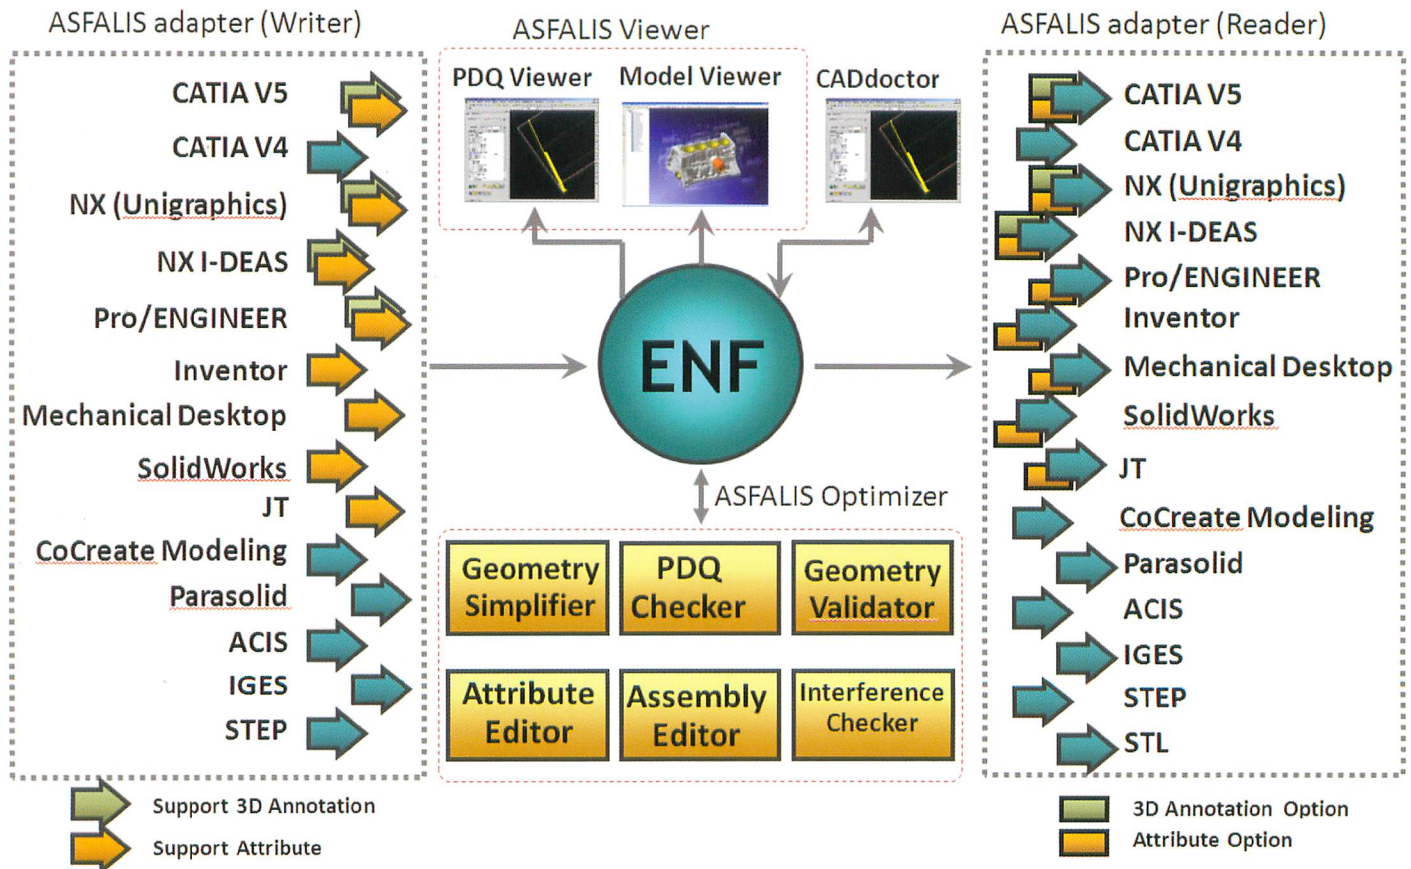 ASFALIS adapter (Writer)
CATIA V5
CATIA V4
NX (Unigraphics)
NX I-DEAS
Pro/ENGINEER
Inventor
Mechanical Desktop
SolidWorks
JT
CoCreate Modeling
Parasolid
ACIS
IGES
STEP
Support 3D Annotation
Support Attribute
ASFALIS Viewer
PDQ Viewer
Model Viewer
CADdoctor
ENF
ASFALIS Optimizer
Geometry
Simplifier
PDQ
Checker
Geometry
Validator
Attribute
Editor
Assembly
Editor
Interference
Checker
ASFALIS adapter (Reader)
CATIA V5
CATIA V4
NX (Unigraphics)
NX I-DEAS
Pro/ENGINEER
Inventor
Mechanical Desktop
SolidWorks
JT
CoCreate Modeling
Parasolid
ACIS
IGES
STEP
STL
3D Annotation Option
Attribute Option